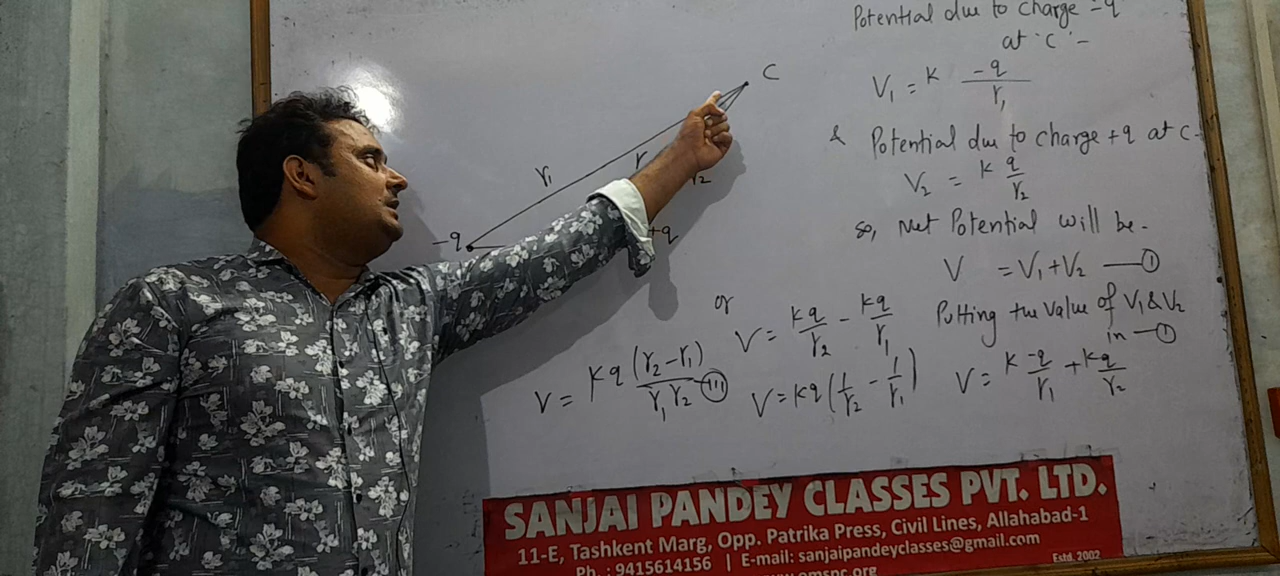 Potential due to charge -q
at 'C' -
V₁ = K -q/r₁
& Potential due to charge +q at C-
V₂ = K q/r₂
so, Net Potential will be.
V = V₁+V₂ —①
Putting the value of V₁ & V₂
in —①
V = K -q/r₁ + Kq/r₂
or
V = Kq/r₂ - Kq/r₁
V = Kq (1/r₂ - 1/r₁)
V = Kq (r₂-r₁)/r₁ r₂ —(III)
C
r₁
r
r₂
-q
+q
SANJAI PANDEY CLASSES PVT. LTD.
11-E, Tashkent Marg, Opp. Patrika Press, Civil Lines, Allahabad-1
Ph. : 9415614156 | E-mail: sanjaipandeyclasses@gmail.com
Estd. 2002